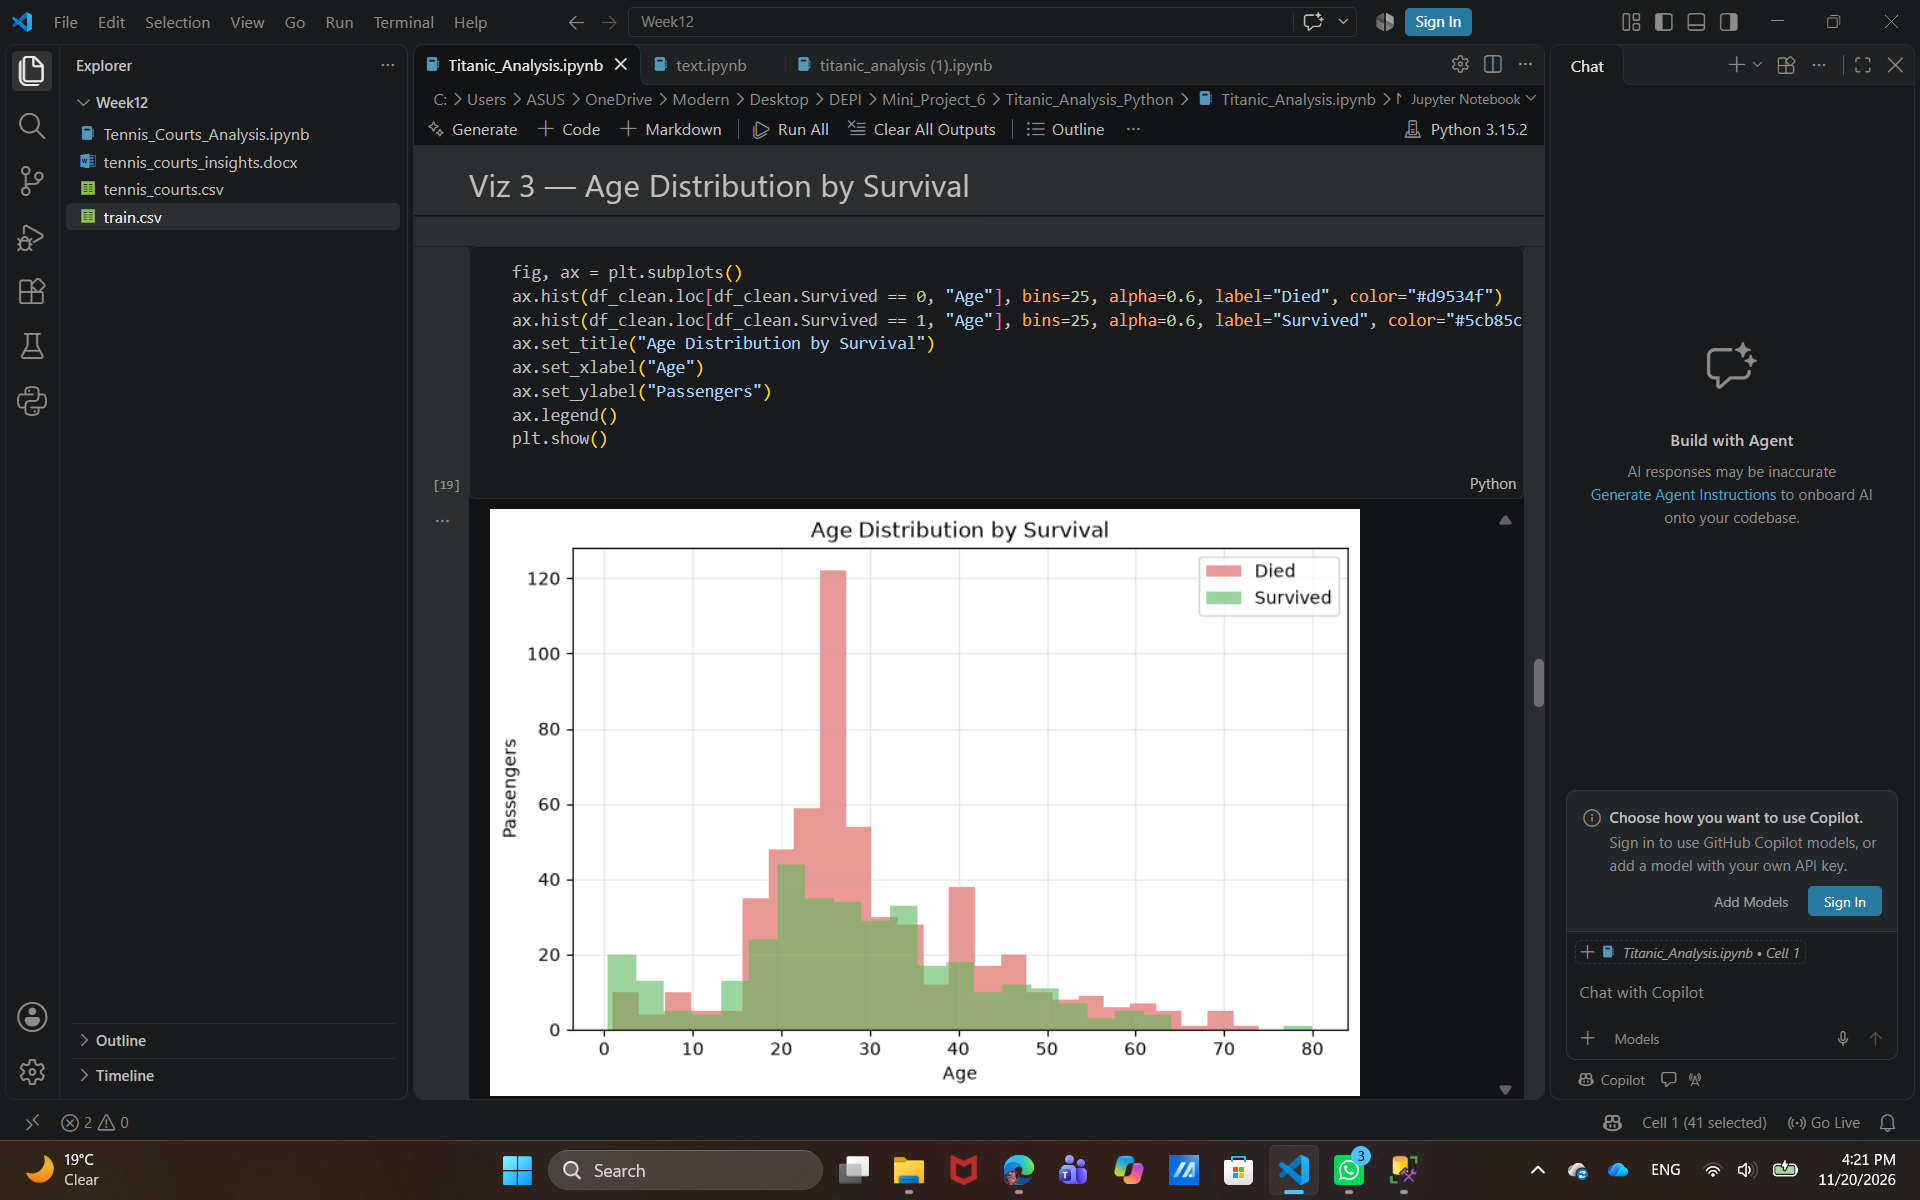 File Edit Selection View Go Run Terminal Help
Week12
Sign In
Explorer
Week12
Tennis_Courts_Analysis.ipynb
tennis_courts_insights.docx
tennis_courts.csv
train.csv
Outline
Timeline
Titanic_Analysis.ipynb
text.ipynb
titanic_analysis (1).ipynb
C: > Users > ASUS > OneDrive > Modern > Desktop > DEPI > Mini_Project_6 > Titanic_Analysis_Python > Titanic_Analysis.ipynb >
Jupyter Notebook
Generate + Code + Markdown Run All Clear All Outputs Outline ...
Python 3.15.2
Viz 3 — Age Distribution by Survival
fig, ax = plt.subplots()
ax.hist(df_clean.loc[df_clean.Survived == 0, "Age"], bins=25, alpha=0.6, label="Died", color="#d9534f")
ax.hist(df_clean.loc[df_clean.Survived == 1, "Age"], bins=25, alpha=0.6, label="Survived", color="#5cb85c
ax.set_title("Age Distribution by Survival")
ax.set_xlabel("Age")
ax.set_ylabel("Passengers")
ax.legend()
plt.show()
[19]
Python
Age Distribution by Survival
Died
Survived
120
100
80
60
40
20
0
Passengers
0 10 20 30 40 50 60 70 80
Age
Chat
Build with Agent
AI responses may be inaccurate
Generate Agent Instructions to onboard AI
onto your codebase.
Choose how you want to use Copilot.
Sign in to use GitHub Copilot models, or
add a model with your own API key.
Add Models
Sign In
Titanic_Analysis.ipynb • Cell 1
Chat with Copilot
Models
Copilot
2 0
Cell 1 (41 selected)
Go Live
19°C
Clear
Search
3
ENG
4:21 PM
11/20/2026